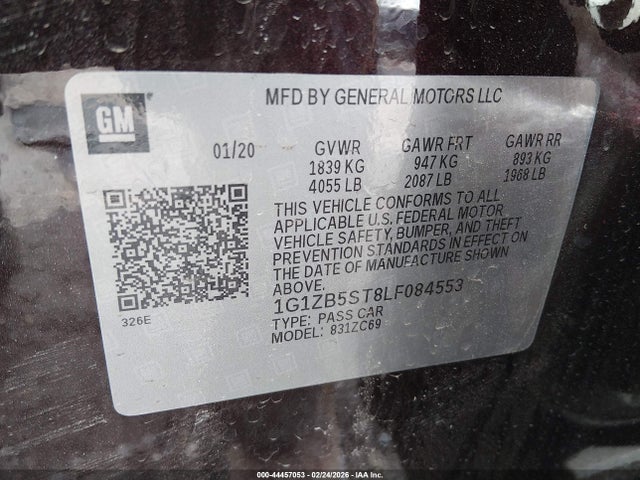 GM
MFD BY GENERAL MOTORS LLC
01/20
GVWR GAWR FRT GAWR RR
1839 KG 947 KG 893 KG
4055 LB 2087 LB 1968 LB
THIS VEHICLE CONFORMS TO ALL
APPLICABLE U.S. FEDERAL MOTOR
VEHICLE SAFETY, BUMPER, AND THEFT
PREVENTION STANDARDS IN EFFECT ON
THE DATE OF MANUFACTURE SHOWN
ABOVE.
1G1ZB5ST8LF084553
TYPE: PASS CAR
MODEL: 831ZC69
326E
000-44457053 - 02/24/2026 - IAA Inc.